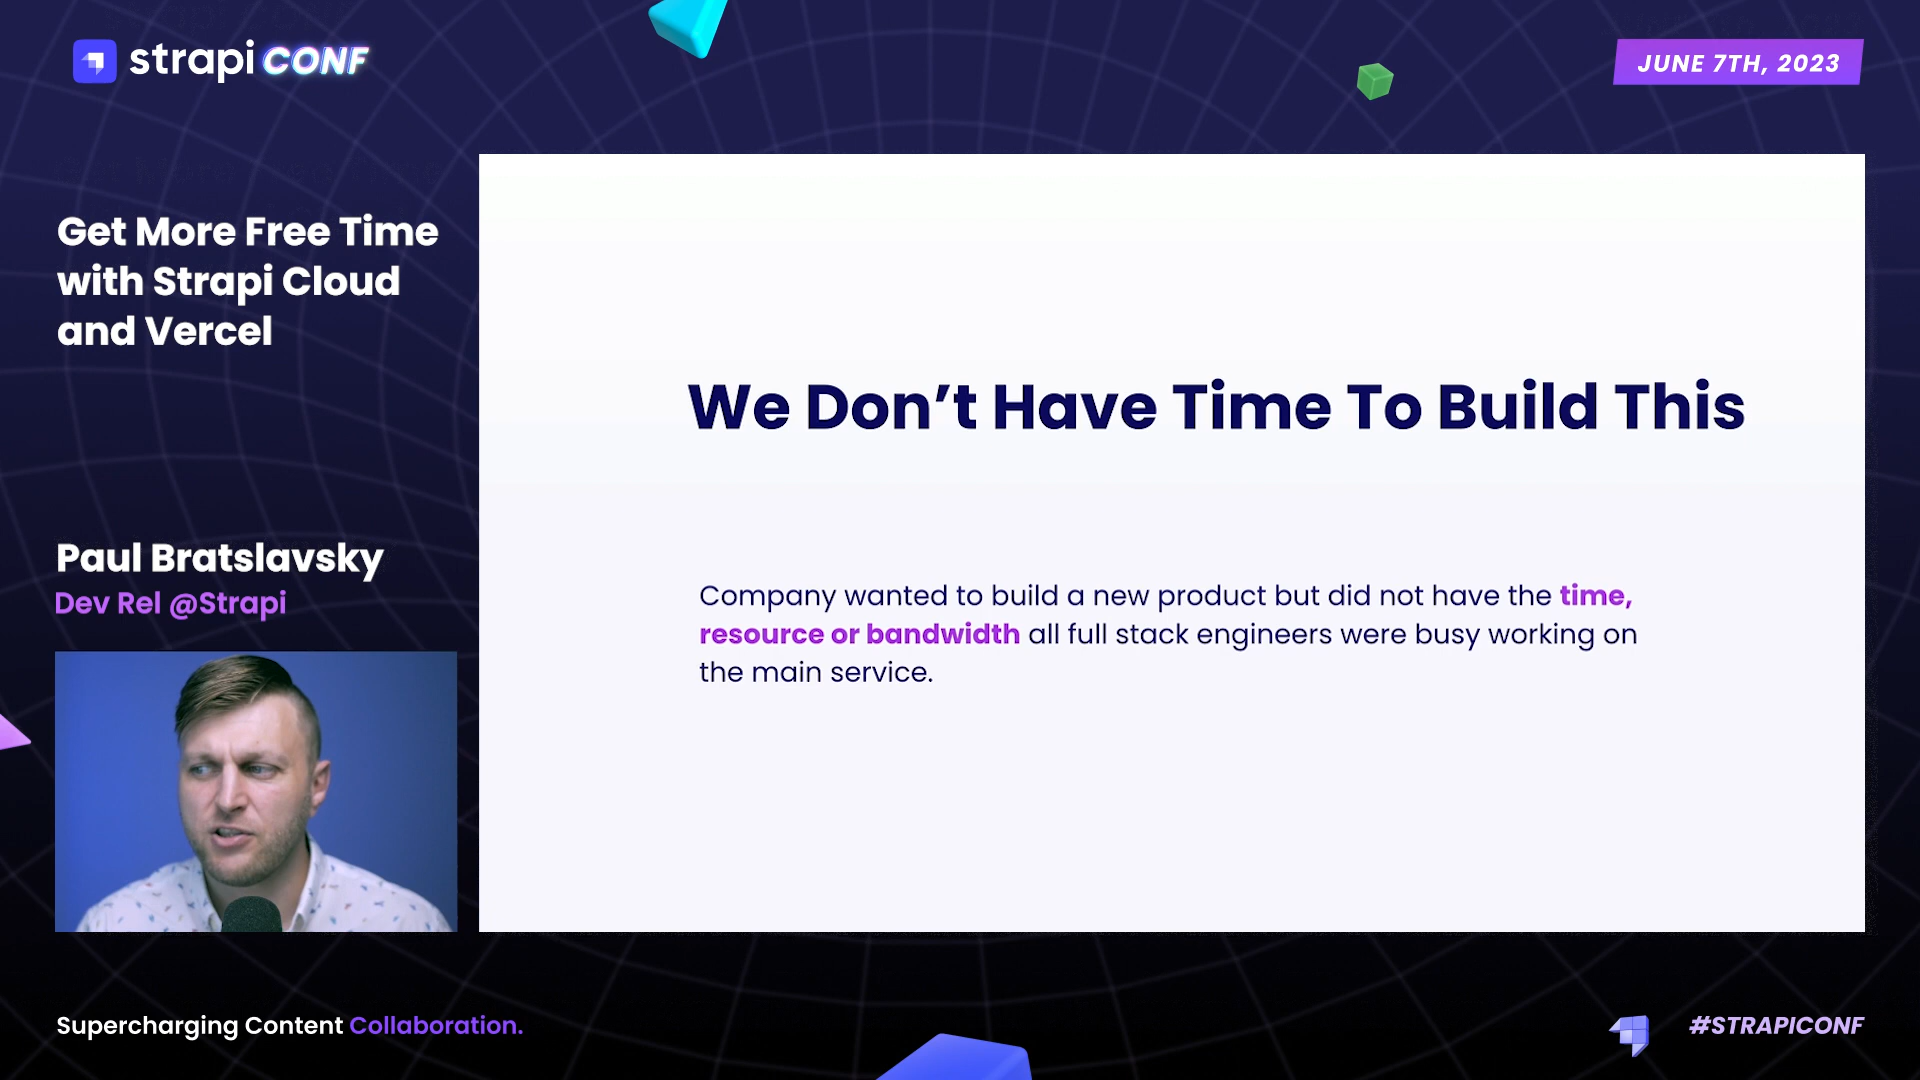 strapi CONF
JUNE 7TH, 2023
Get More Free Time
with Strapi Cloud
and Vercel
Paul Bratslavsky
Dev Rel @Strapi
We Don’t Have Time To Build This
Company wanted to build a new product but did not have the time,
resource or bandwidth all full stack engineers were busy working on
the main service.
Supercharging Content Collaboration.
#STRAPICONF